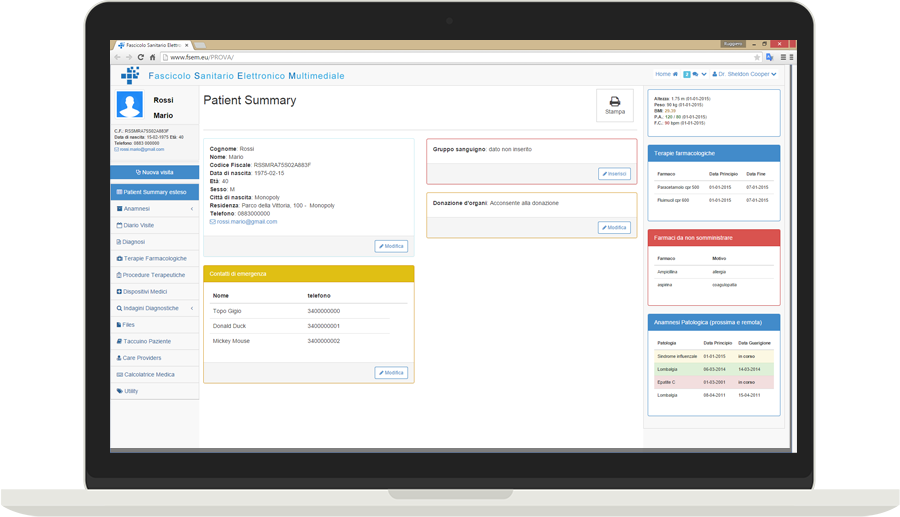 Fascicolo Sanitario Elettro
Ruggiero
www.fsem.eu/PROVA/
Fascicolo Sanitario Elettronico Multimediale
Home
Dr. Sheldon Cooper
Rossi
Mario
C.F.: RSSMRA75S02A883F
Data di nascita: 15-02-1975 Età: 40
Telefono: 0883 000000
rossi.mario@gmail.com
Nuova visita
Patient Summary esteso
Anamnesi
Diario Visite
Diagnosi
Terapie Farmacologiche
Procedure Terapeutiche
Dispositivi Medici
Indagini Diagnostiche
Files
Taccuino Paziente
Care Providers
Calcolatrice Medica
Utility
Patient Summary
Stampa
Cognome: Rossi
Nome: Mario
Codice Fiscale: RSSMRA75S02A883F
Data di nascita: 1975-02-15
Età: 40
Sesso: M
Città di nascita: Monopoly
Residenza: Parco della Vittoria, 100 - Monopoly
Telefono: 0883000000
rossi.mario@gmail.com
Modifica
Contatti di emergenza
Nome telefono
Topo Gigio 3400000000
Donald Duck 3400000001
Mickey Mouse 3400000002
Modifica
Gruppo sanguigno: dato non inserito
Inserisci
Donazione d'organi: Acconsente alla donazione
Modifica
Altezza: 1.75 m (01-01-2015)
Peso: 90 kg (01-01-2015)
BMI: 29.39
P.A.: 120 / 80 (01-01-2015)
F.C.: 80 bpm (01-01-2015)
Terapie farmacologiche
Farmaco Data Principio Data Fine
Paracetamolo cpr 500 01-01-2015 07-01-2015
Fluimucil cpr 600 01-01-2015 07-01-2015
Farmaci da non somministrare
Farmaco Motivo
Ampicillina allergia
aspirina coagulopatia
Anamnesi Patologica (prossima e remota)
Patologia Data Principio Data Guarigione
Sindrome influenzale 01-01-2015 in corso
Lombalgia 06-03-2014 14-03-2014
Epatite C 01-03-2001 in corso
Lombalgia 08-04-2011 15-04-2011